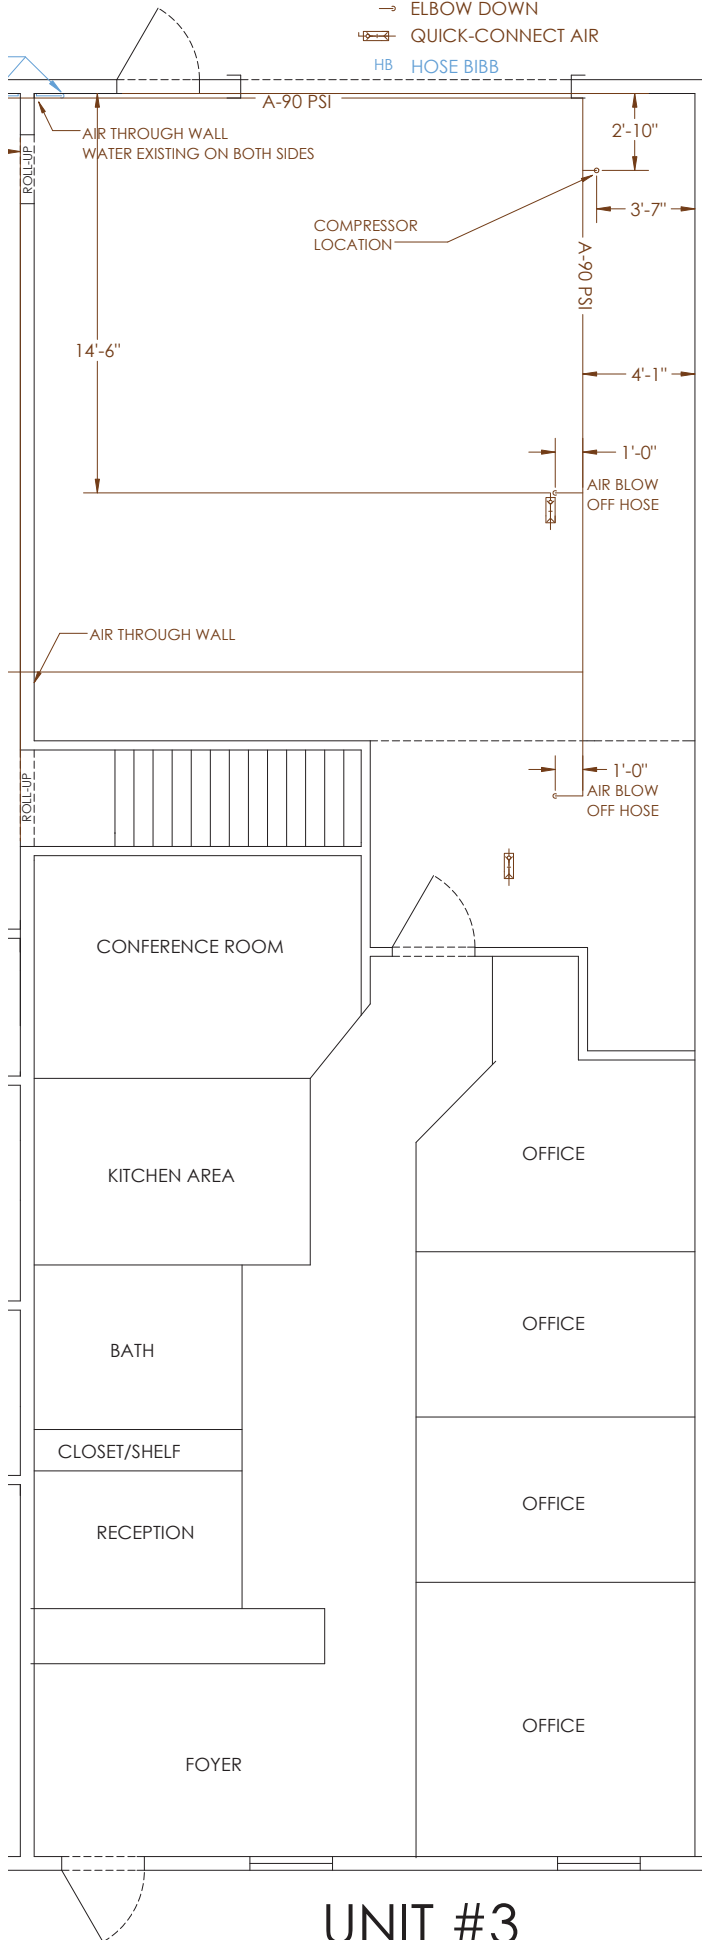 ELBOW DOWN
QUICK-CONNECT AIR
HB HOSE BIBB
A-90 PSI
AIR THROUGH WALL
WATER EXISTING ON BOTH SIDES
2'-10"
ROLL-UP
3'-7"
COMPRESSOR
LOCATION
A-90 PSI
14'-6"
4'-1"
1'-0"
AIR BLOW
OFF HOSE
AIR THROUGH WALL
1'-0"
AIR BLOW
OFF HOSE
ROLL-UP
CONFERENCE ROOM
OFFICE
KITCHEN AREA
OFFICE
BATH
CLOSET/SHELF
OFFICE
RECEPTION
OFFICE
FOYER
UNIT #3